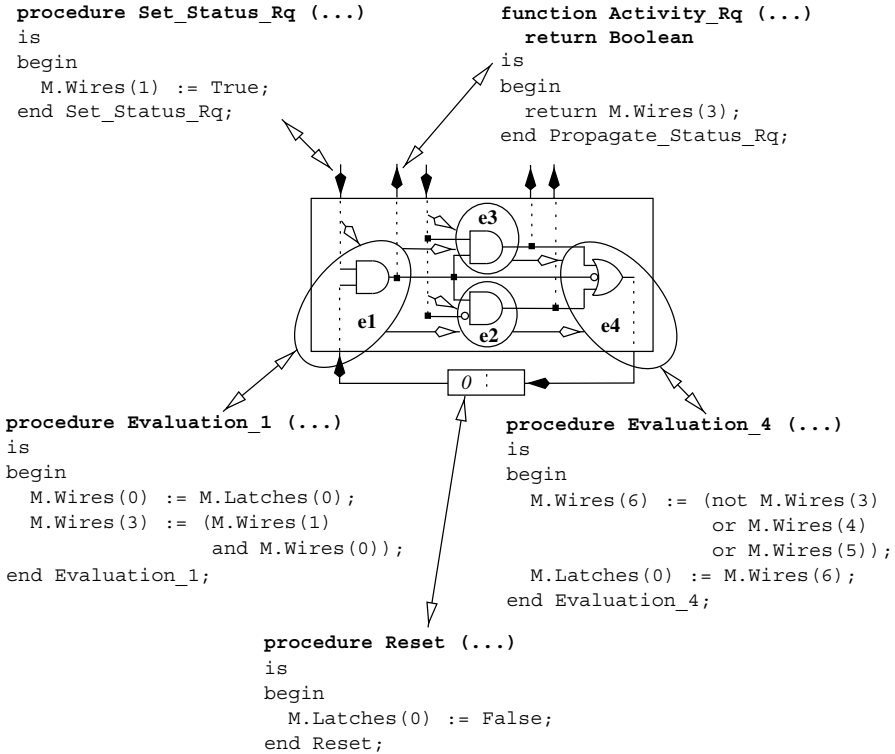 procedure Set_Status_Rq (...)
is
begin
  M.Wires(1) := True;
end Set_Status_Rq;
function Activity_Rq (...)
  return Boolean
is
begin
  return M.Wires(3);
end Propagate_Status_Rq;
e3
e1
e2
e4
0
procedure Evaluation_1 (...)
is
begin
  M.Wires(0) := M.Latches(0);
  M.Wires(3) := (M.Wires(1)
                 and M.Wires(0));
end Evaluation_1;
procedure Evaluation_4 (...)
is
begin
  M.Wires(6) := (not M.Wires(3)
                 or M.Wires(4)
                 or M.Wires(5));
  M.Latches(0) := M.Wires(6);
end Evaluation_4;
procedure Reset (...)
is
begin
  M.Latches(0) := False;
end Reset;